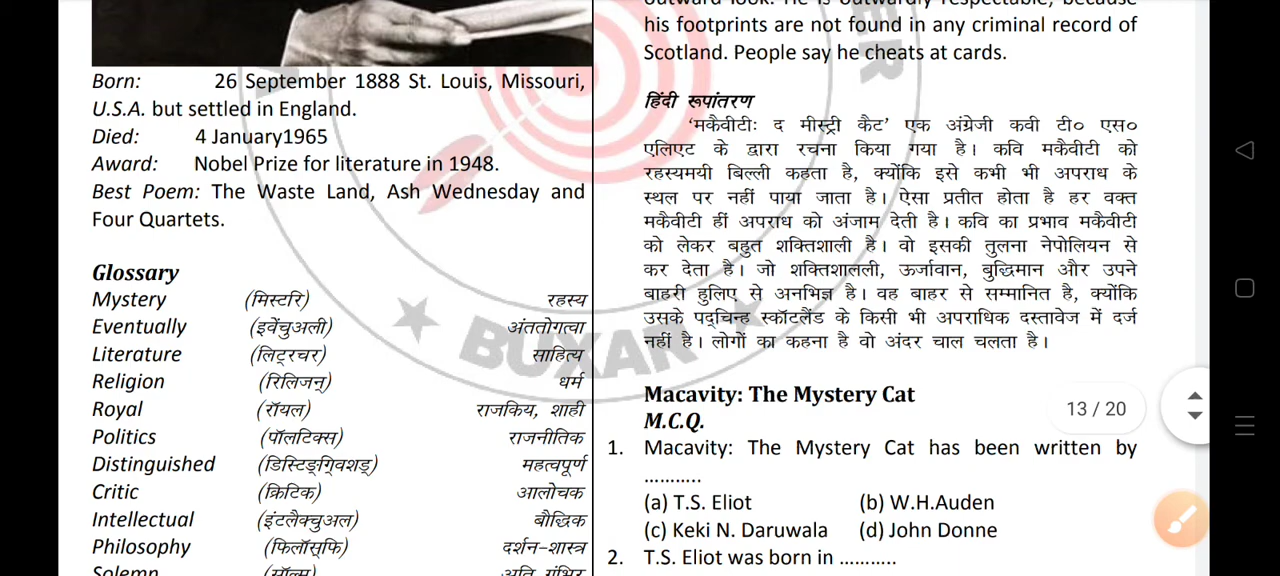 Born: 26 September 1888 St. Louis, Missouri,
U.S.A. but settled in England.
Died: 4 January1965
Award: Nobel Prize for literature in 1948.
Best Poem: The Waste Land, Ash Wednesday and
Four Quartets.
Glossary
Mystery (मिस्टरि) रहस्य
Eventually (इवेंचुअली) अंततोगत्वा
Literature (लिट्रचर) साहित्य
Religion (रिलिजन्) धर्म
Royal (रॉयल) राजकिय, शाही
Politics (पॉलटिक्स) राजनीतिक
Distinguished (डिस्टिङ्ग्विशड्) महत्वपूर्ण
Critic (क्रिटिक) आलोचक
Intellectual (इंटलैक्चुअल) बौद्धिक
Philosophy (फिलॉसफि) दर्शन-शास्त्र
Solemn (सॉल्म) अति गंभिर
his footprints are not found in any criminal record of
Scotland. People say he cheats at cards.
हिंदी रूपांतरण
‘मकैवीटीः द मीस्ट्री कैट’ एक अंग्रेजी कवी टी० एस०
एलिएट के द्वारा रचना किया गया है। कवि मकैवीटी को
रहस्यमयी बिल्ली कहता है, क्योंकि इसे कभी भी अपराध के
स्थल पर नहीं पाया जाता है। ऐसा प्रतीत होता है हर वक्त
मकैवीटी हीं अपराध को अंजाम देती है। कवि का प्रभाव मकैवीटी
को लेकर बहुत शक्तिशाली है। वो इसकी तुलना नेपोलियन से
कर देता है। जो शक्तिशालली, ऊर्जावान, बुद्धिमान और उपने
बाहरी हुलिए से अनभिज्ञ है। वह बाहर से सम्मानित है, क्योंकि
उसके पद्चिन्ह स्कॉटलैंड के किसी भी अपराधिक दस्तावेज में दर्ज
नहीं है। लोगों का कहना है वो अंदर चाल चलता है।
Macavity: The Mystery Cat
M.C.Q.
1. Macavity: The Mystery Cat has been written by
...........
(a) T.S. Eliot (b) W.H.Auden
(c) Keki N. Daruwala (d) John Donne
2. T.S. Eliot was born in ...........
13 / 20
BUXAR
ER